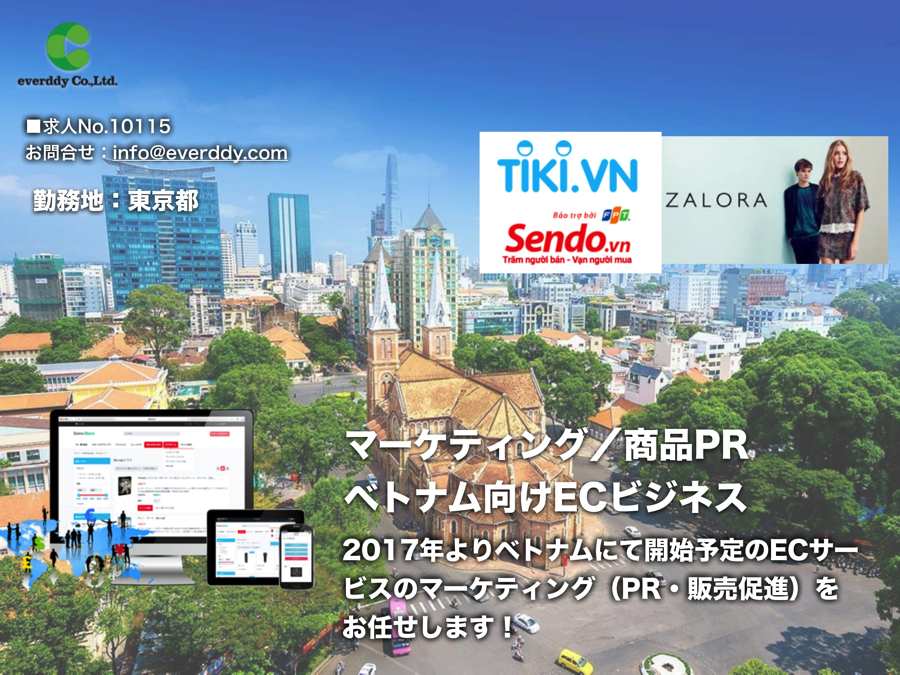 everddy Co.,Ltd.
■求人No.10115
お問合せ：info@everddy.com
勤務地：東京都
TIKI.VN
Bảo trợ bởi FPT
Sendo.vn
Trăm người bán - Vạn người mua
ZALORA
マーケティング／商品PR
ベトナム向けECビジネス
2017年よりベトナムにて開始予定のECサー
ビスのマーケティング（PR・販売促進）を
お任せします！